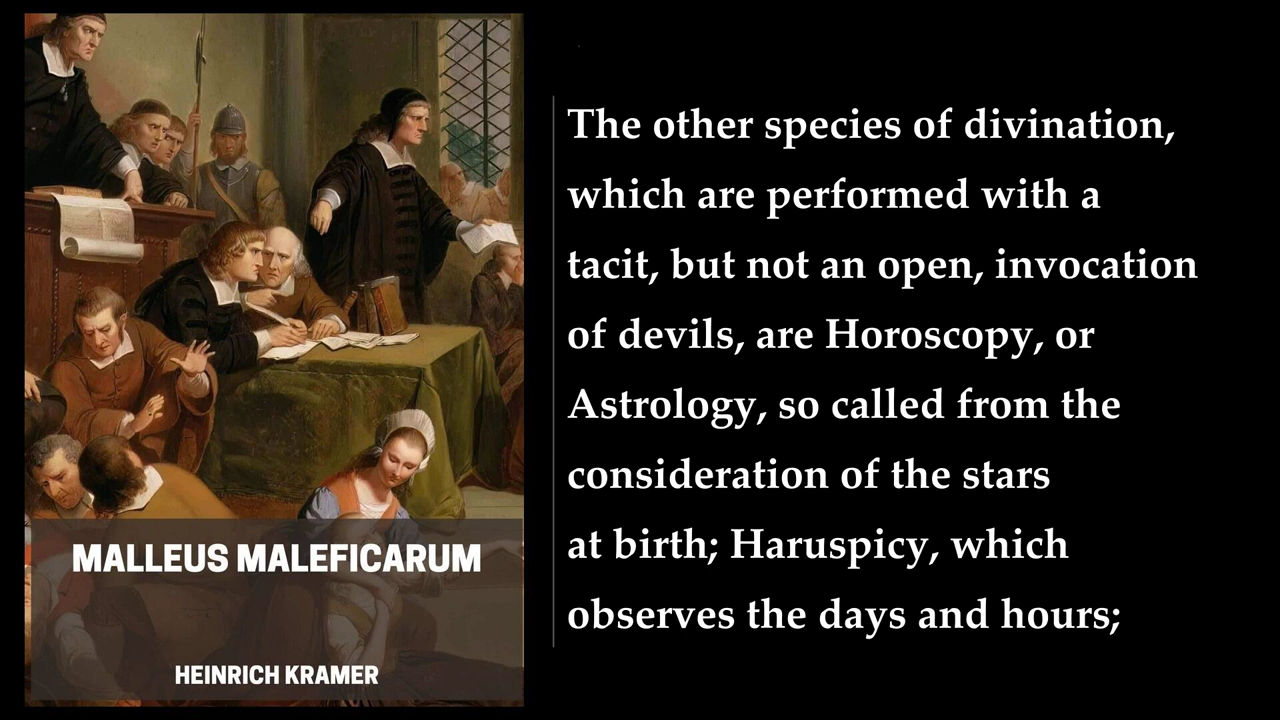 MALLEUS MALEFICARUM
HEINRICH KRAMER
The other species of divination,
which are performed with a
tacit, but not an open, invocation
of devils, are Horoscopy, or
Astrology, so called from the
consideration of the stars
at birth; Haruspicy, which
observes the days and hours;